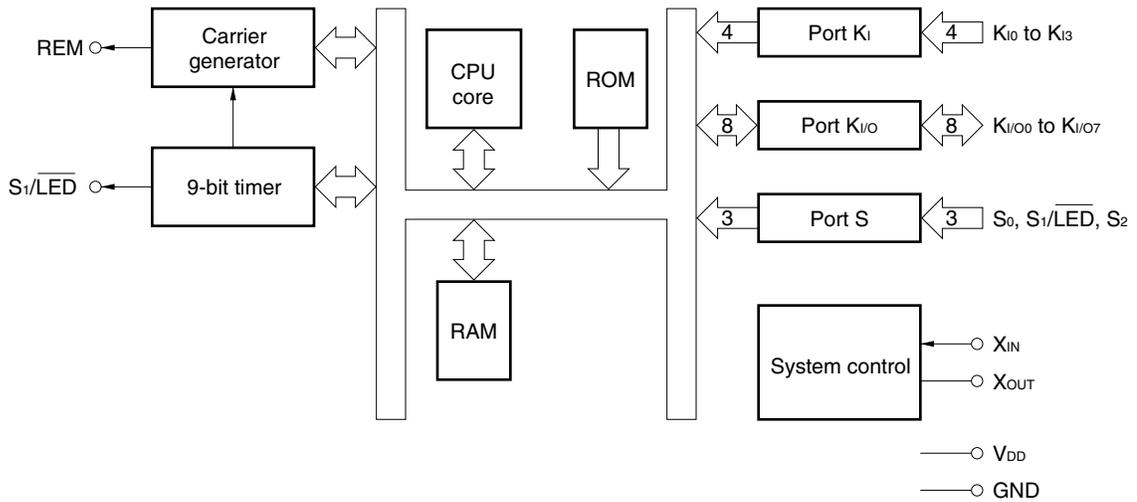 REM
Carrier
generator
S1/LED
9-bit timer
CPU
core
ROM
RAM
4
Port KI
4
KI0 to KI3
8
Port KI/O
8
KI/O0 to KI/O7
3
Port S
3
S0, S1/LED, S2
System control
XIN
XOUT
VDD
GND